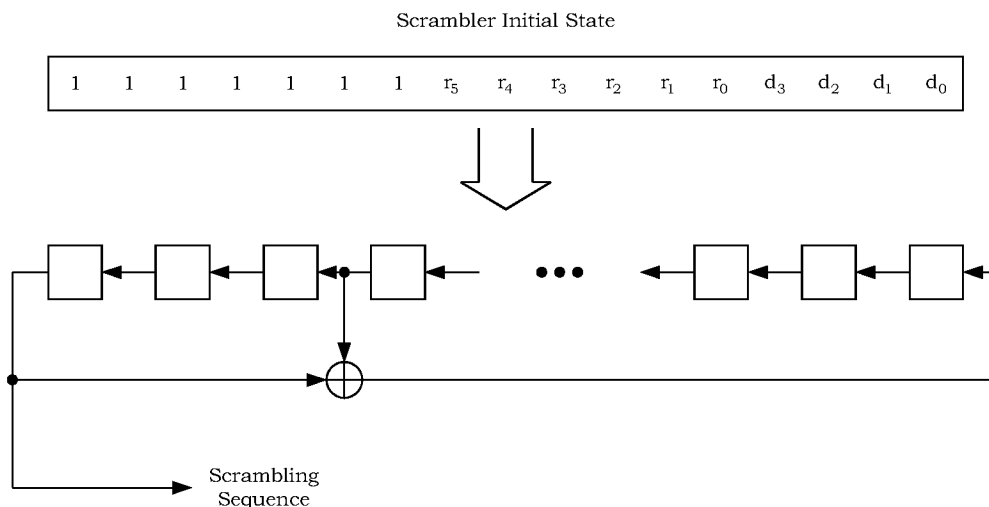 Scrambler Initial State
1 1 1 1 1 1 1 r₅ r₄ r₃ r₂ r₁ r₀ d₃ d₂ d₁ d₀
Scrambling
Sequence